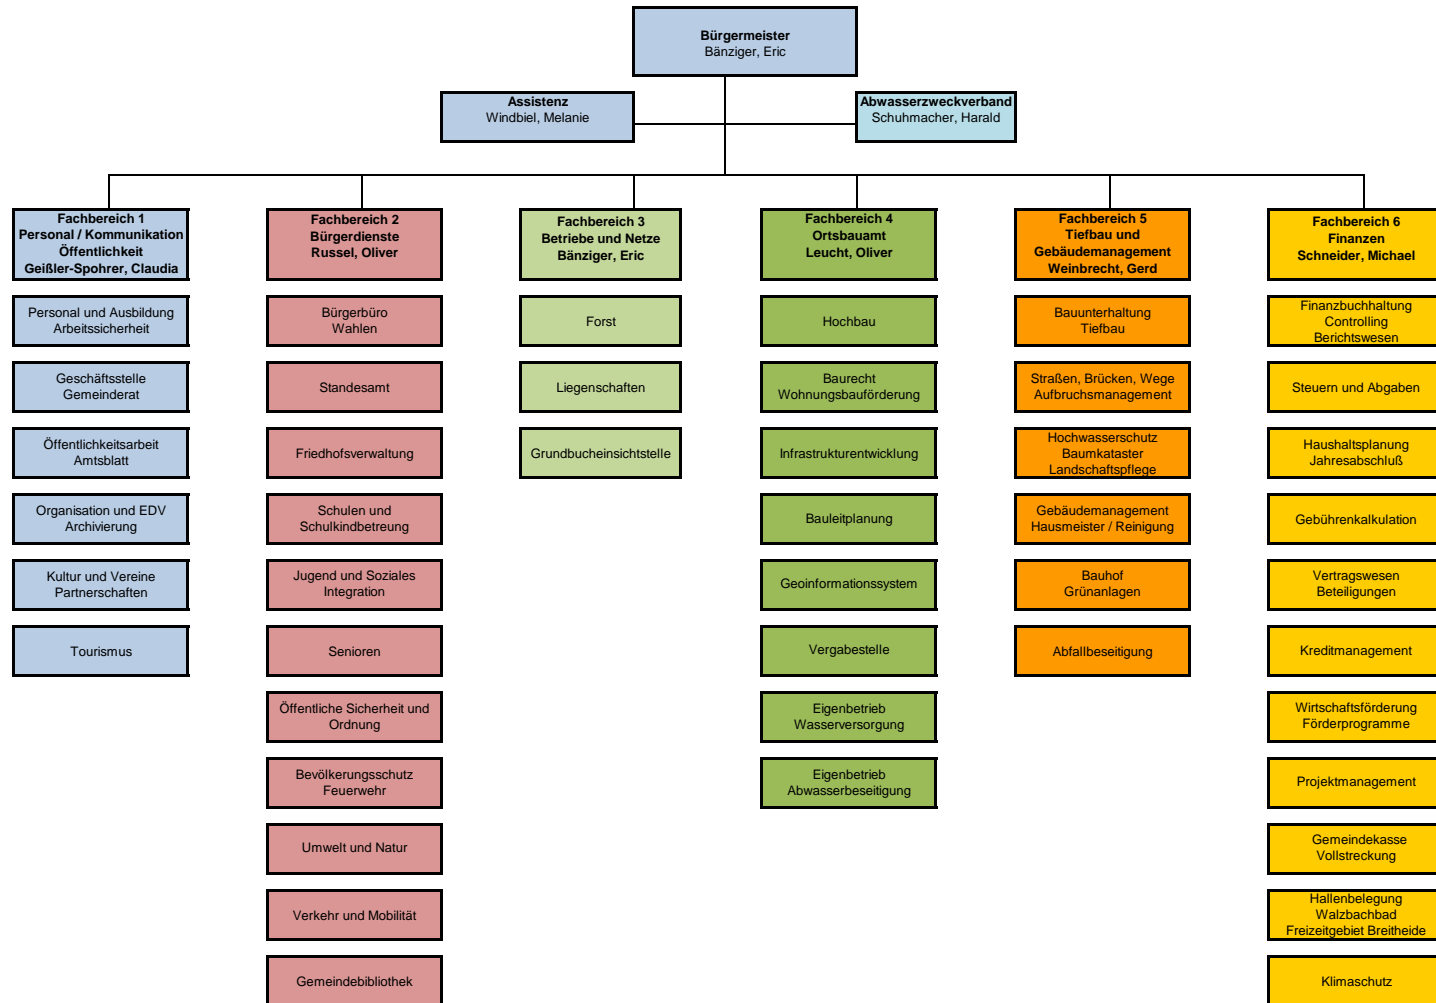 Bürgermeister
Bänziger, Eric
Assistenz
Windbiel, Melanie
Abwasserzweckverband
Schuhmacher, Harald
Fachbereich 1
Personal / Kommunikation
Öffentlichkeit
Geißler-Spohrer, Claudia
Personal und Ausbildung
Arbeitssicherheit
Geschäftsstelle
Gemeinderat
Öffentlichkeitsarbeit
Amtsblatt
Organisation und EDV
Archivierung
Kultur und Vereine
Partnerschaften
Tourismus
Fachbereich 2
Bürgerdienste
Russel, Oliver
Bürgerbüro
Wahlen
Standesamt
Friedhofsverwaltung
Schulen und
Schulkindbetreung
Jugend und Soziales
Integration
Senioren
Öffentliche Sicherheit und
Ordnung
Bevölkerungsschutz
Feuerwehr
Umwelt und Natur
Verkehr und Mobilität
Gemeindebibliothek
Fachbereich 3
Betriebe und Netze
Bänziger, Eric
Forst
Liegenschaften
Grundbucheinsichtstelle
Fachbereich 4
Ortsbauamt
Leucht, Oliver
Hochbau
Baurecht
Wohnungsbauförderung
Infrastrukturentwicklung
Bauleitplanung
Geoinformationssystem
Vergabestelle
Eigenbetrieb
Wasserversorgung
Eigenbetrieb
Abwasserbeseitigung
Fachbereich 5
Tiefbau und
Gebäudemanagement
Weinbrecht, Gerd
Bauunterhaltung
Tiefbau
Straßen, Brücken, Wege
Aufbruchsmanagement
Hochwasserschutz
Baumkataster
Landschaftspflege
Gebäudemanagement
Hausmeister / Reinigung
Bauhof
Grünanlagen
Abfallbeseitigung
Fachbereich 6
Finanzen
Schneider, Michael
Finanzbuchhaltung
Controlling
Berichtswesen
Steuern und Abgaben
Haushaltsplanung
Jahresabschluß
Gebührenkalkulation
Vertragswesen
Beteiligungen
Kreditmanagement
Wirtschaftsförderung
Förderprogramme
Projektmanagement
Gemeindekasse
Vollstreckung
Hallenbelegung
Walzbachbad
Freizeitgebiet Breitheide
Klimaschutz